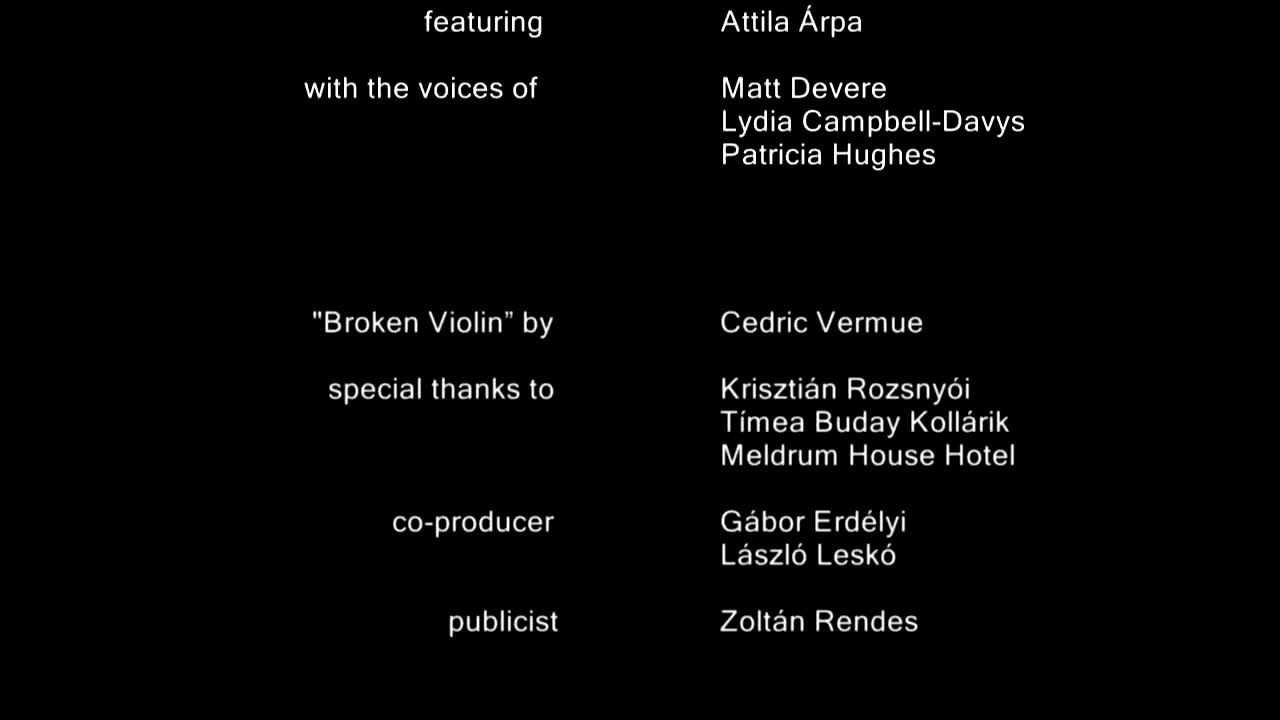 featuring Attila Árpa
with the voices of Matt Devere
Lydia Campbell-Davys
Patricia Hughes
"Broken Violin” by Cedric Vermue
special thanks to Krisztián Rozsnyói
Tímea Buday Kollárik
Meldrum House Hotel
co-producer Gábor Erdélyi
László Leskó
publicist Zoltán Rendes